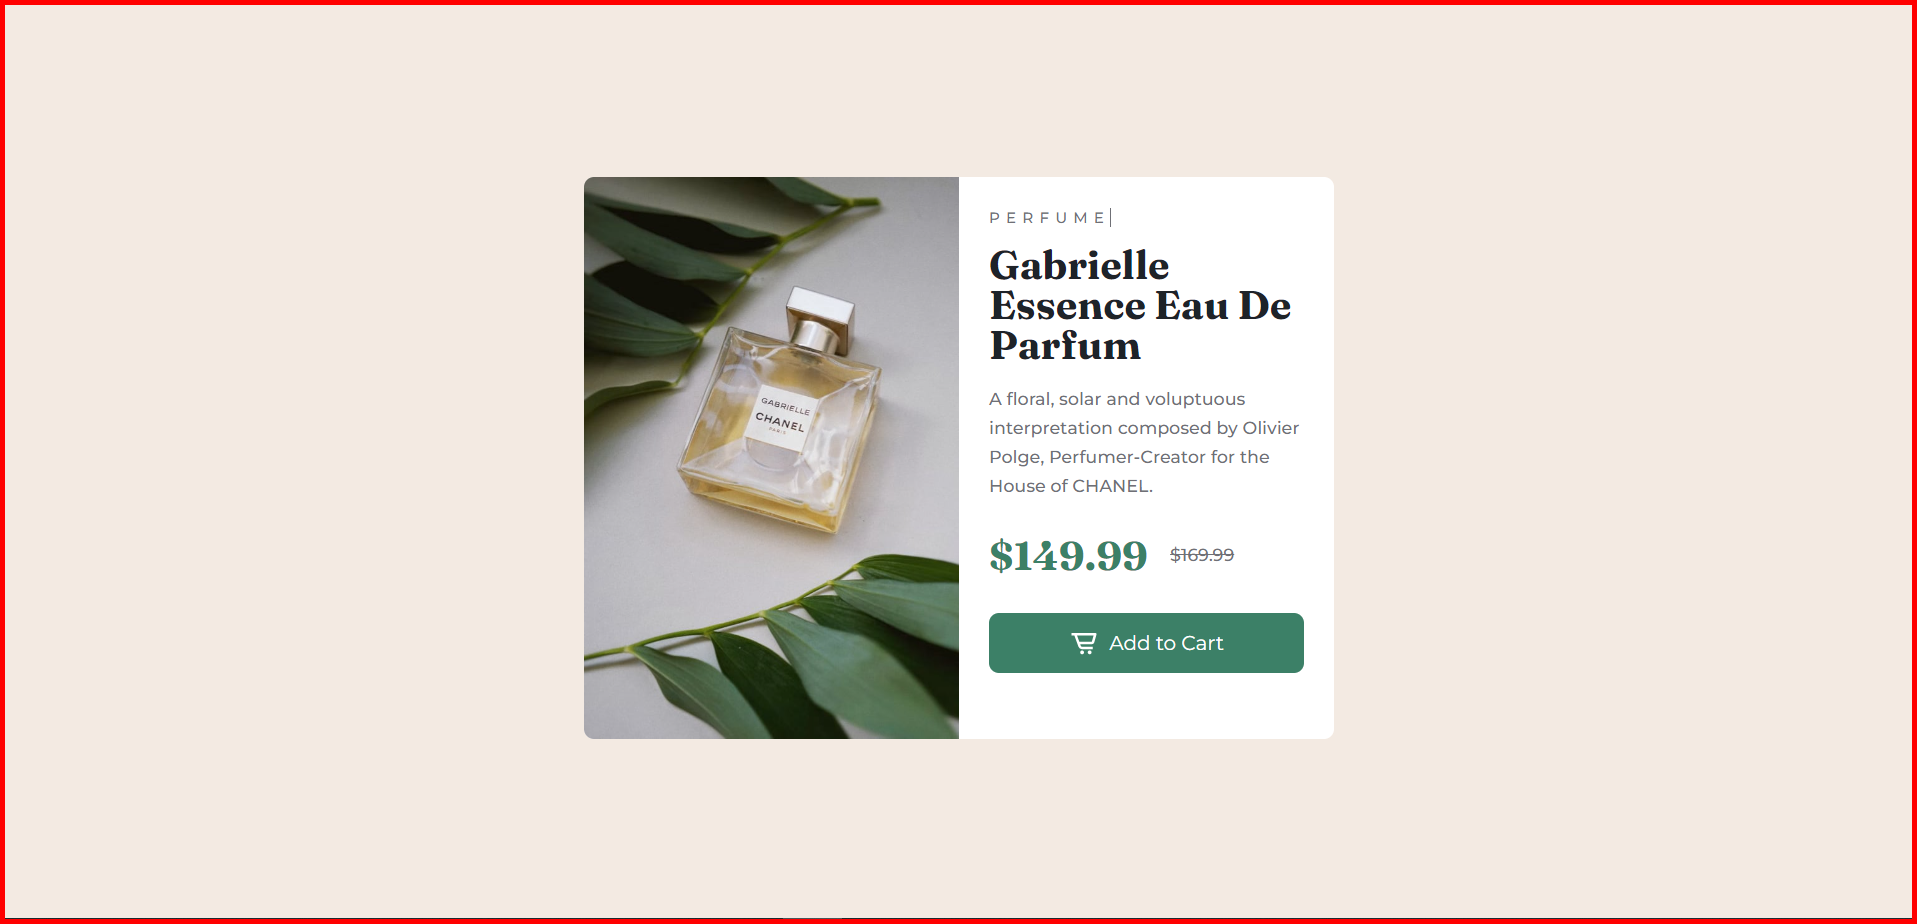 GABRIELLE
CHANEL
PARIS
PERFUME
Gabrielle
Essence Eau De
Parfum
A floral, solar and voluptuous
interpretation composed by Olivier
Polge, Perfumer-Creator for the
House of CHANEL.
$149.99 $169.99
Add to Cart